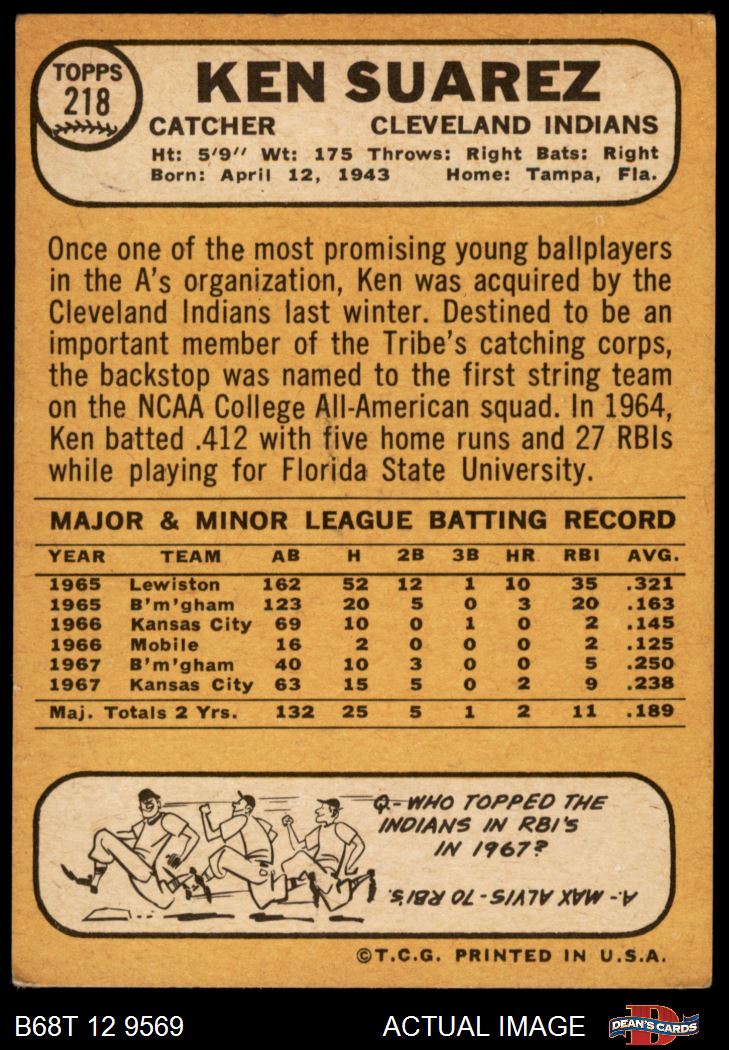 TOPPS
218
KEN SUAREZ
CATCHER CLEVELAND INDIANS
Ht: 5'9'' Wt: 175 Throws: Right Bats: Right
Born: April 12, 1943 Home: Tampa, Fla.
Once one of the most promising young ballplayers
in the A's organization, Ken was acquired by the
Cleveland Indians last winter. Destined to be an
important member of the Tribe's catching corps,
the backstop was named to the first string team
on the NCAA College All-American squad. In 1964,
Ken batted .412 with five home runs and 27 RBIs
while playing for Florida State University.
MAJOR & MINOR LEAGUE BATTING RECORD
YEAR TEAM AB H 2B 3B HR RBI AVG.
1965 Lewiston 162 52 12 1 10 35 .321
1965 B'm'gham 123 20 5 0 3 20 .163
1966 Kansas City 69 10 0 1 0 2 .145
1966 Mobile 16 2 0 0 0 2 .125
1967 B'm'gham 40 10 3 0 0 5 .250
1967 Kansas City 63 15 5 0 2 9 .238
Maj. Totals 2 Yrs. 132 25 5 1 2 11 .189
Q-WHO TOPPED THE
INDIANS IN RBI'S
IN 1967?
A-MAX ALVIS-70 RBI'S.
©T.C.G. PRINTED IN U.S.A.
B68T 12 9569 ACTUAL IMAGE DEAN'S CARDS